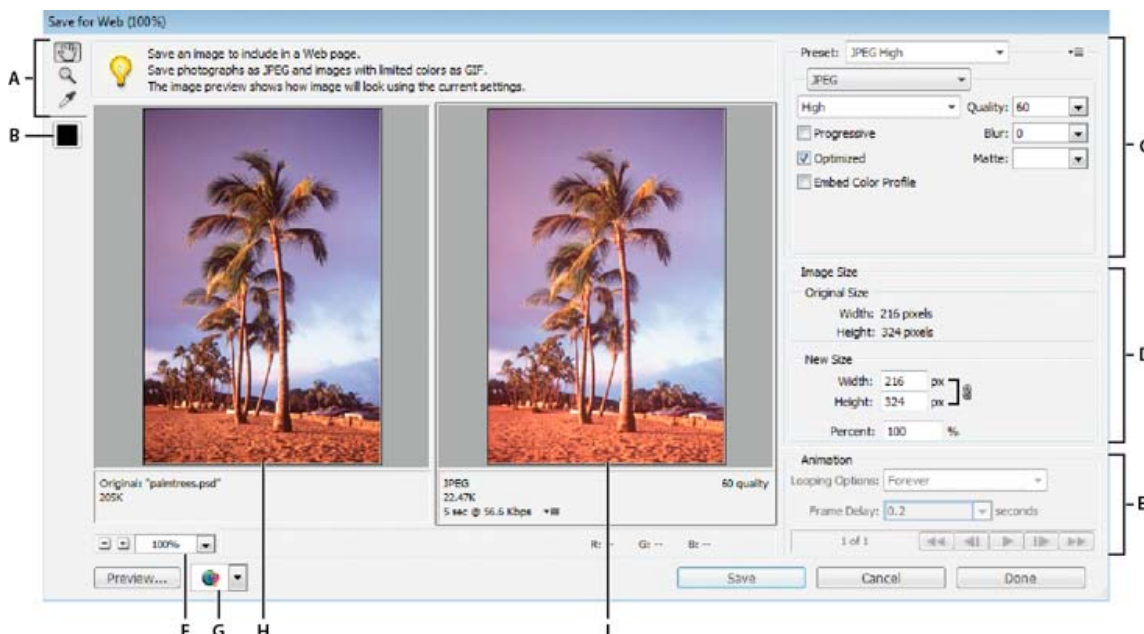 Save for Web (100%)
A
B
Save an image to include in a Web page.
Save photographs as JPEG and images with limited colors as GIF.
The image preview shows how image will look using the current settings.
Original: "palmtrees.psd"
205K
JPEG
60 quality
22.47K
5 sec @ 56.6 Kbps
100%
R: --
G: --
B: --
Preview...
Save
Cancel
Done
Preset: JPEG High
JPEG
High
Quality: 60
Progressive
Blur: 0
Optimized
Matte:
Embed Color Profile
Image Size
Original Size
Width: 216 pixels
Height: 324 pixels
New Size
Width: 216 px
Height: 324 px
Percent: 100 %
D
Animation
Looping Options: Forever
Frame Delay: 0.2 seconds
1 of 1
E
G
H